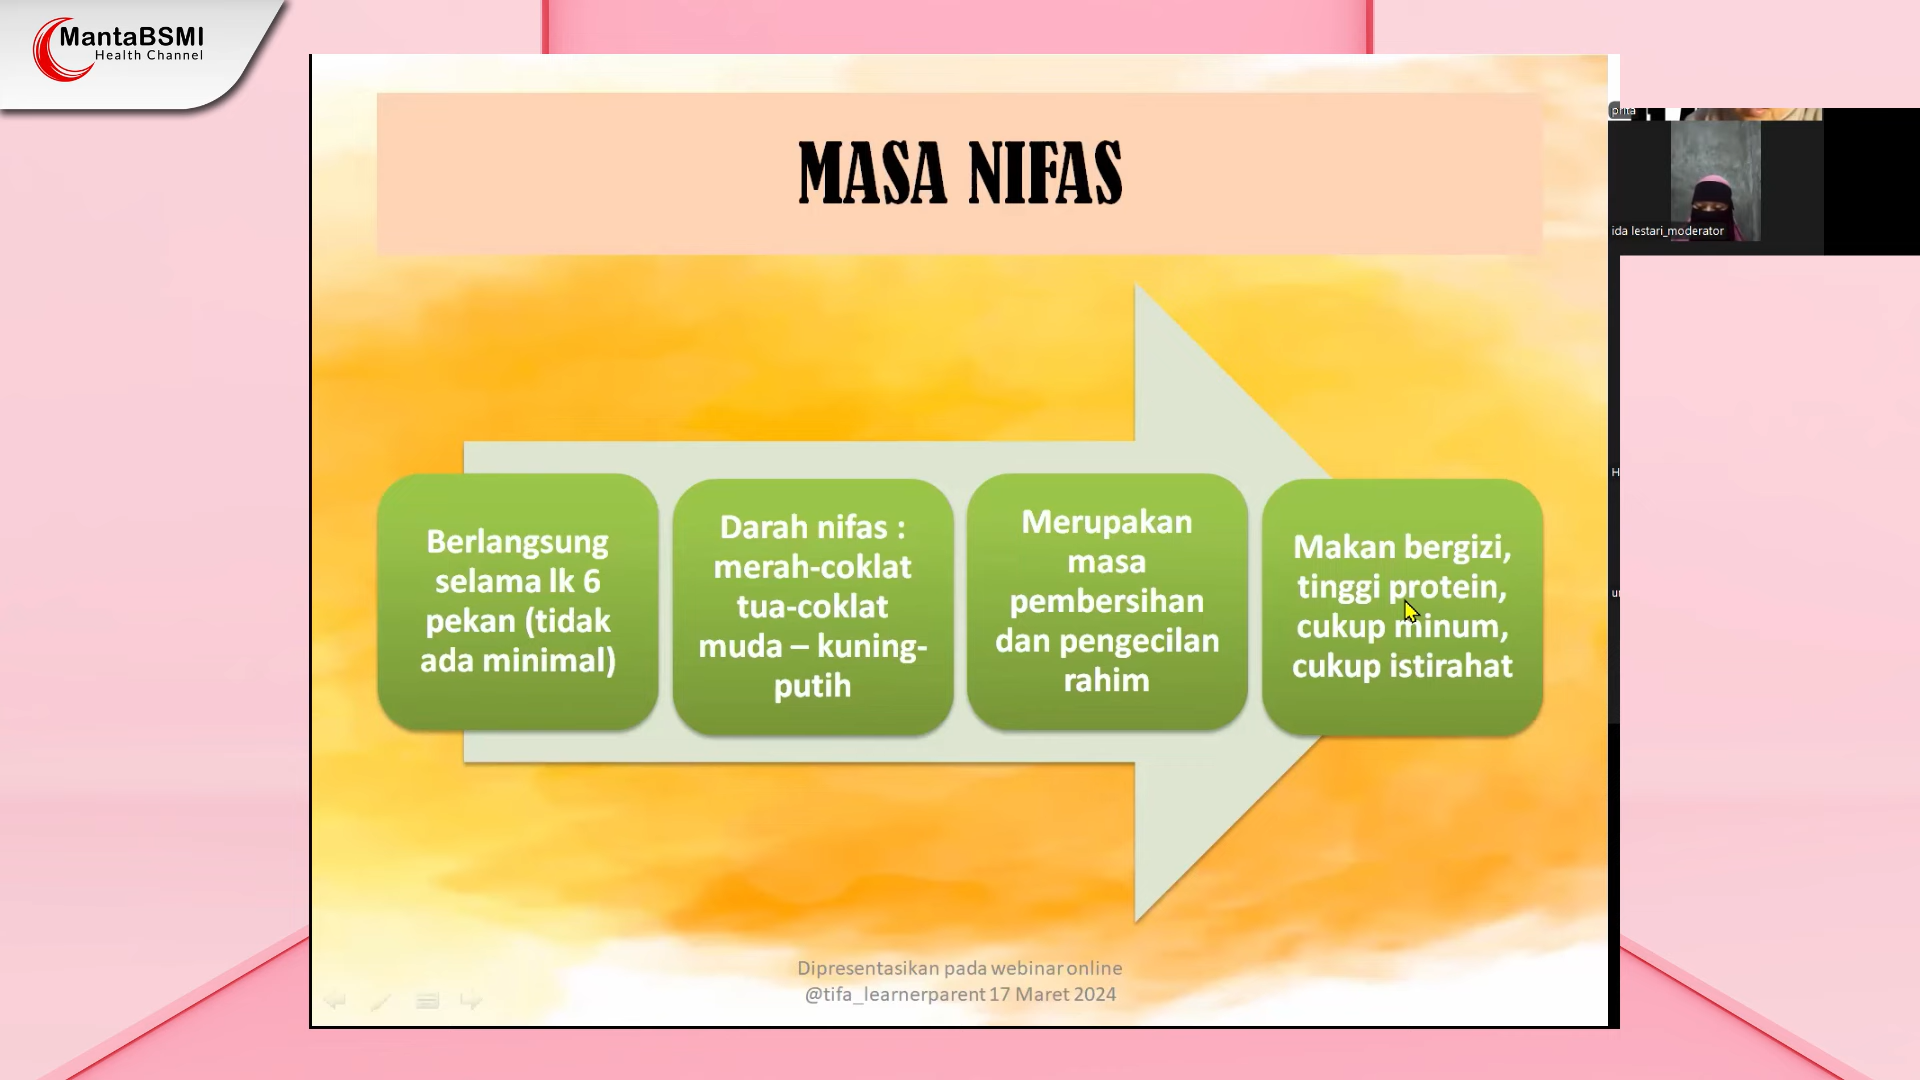 MantaBSMI
Health Channel
MASA NIFAS
prita
ida lestari_moderator
Berlangsung
selama lk 6
pekan (tidak
ada minimal)
Darah nifas :
merah-coklat
tua-coklat
muda – kuning-
putih
Merupakan
masa
pembersihan
dan pengecilan
rahim
Makan bergizi,
tinggi protein,
cukup minum,
cukup istirahat
Dipresentasikan pada webinar online
@tifa_learnerparent 17 Maret 2024